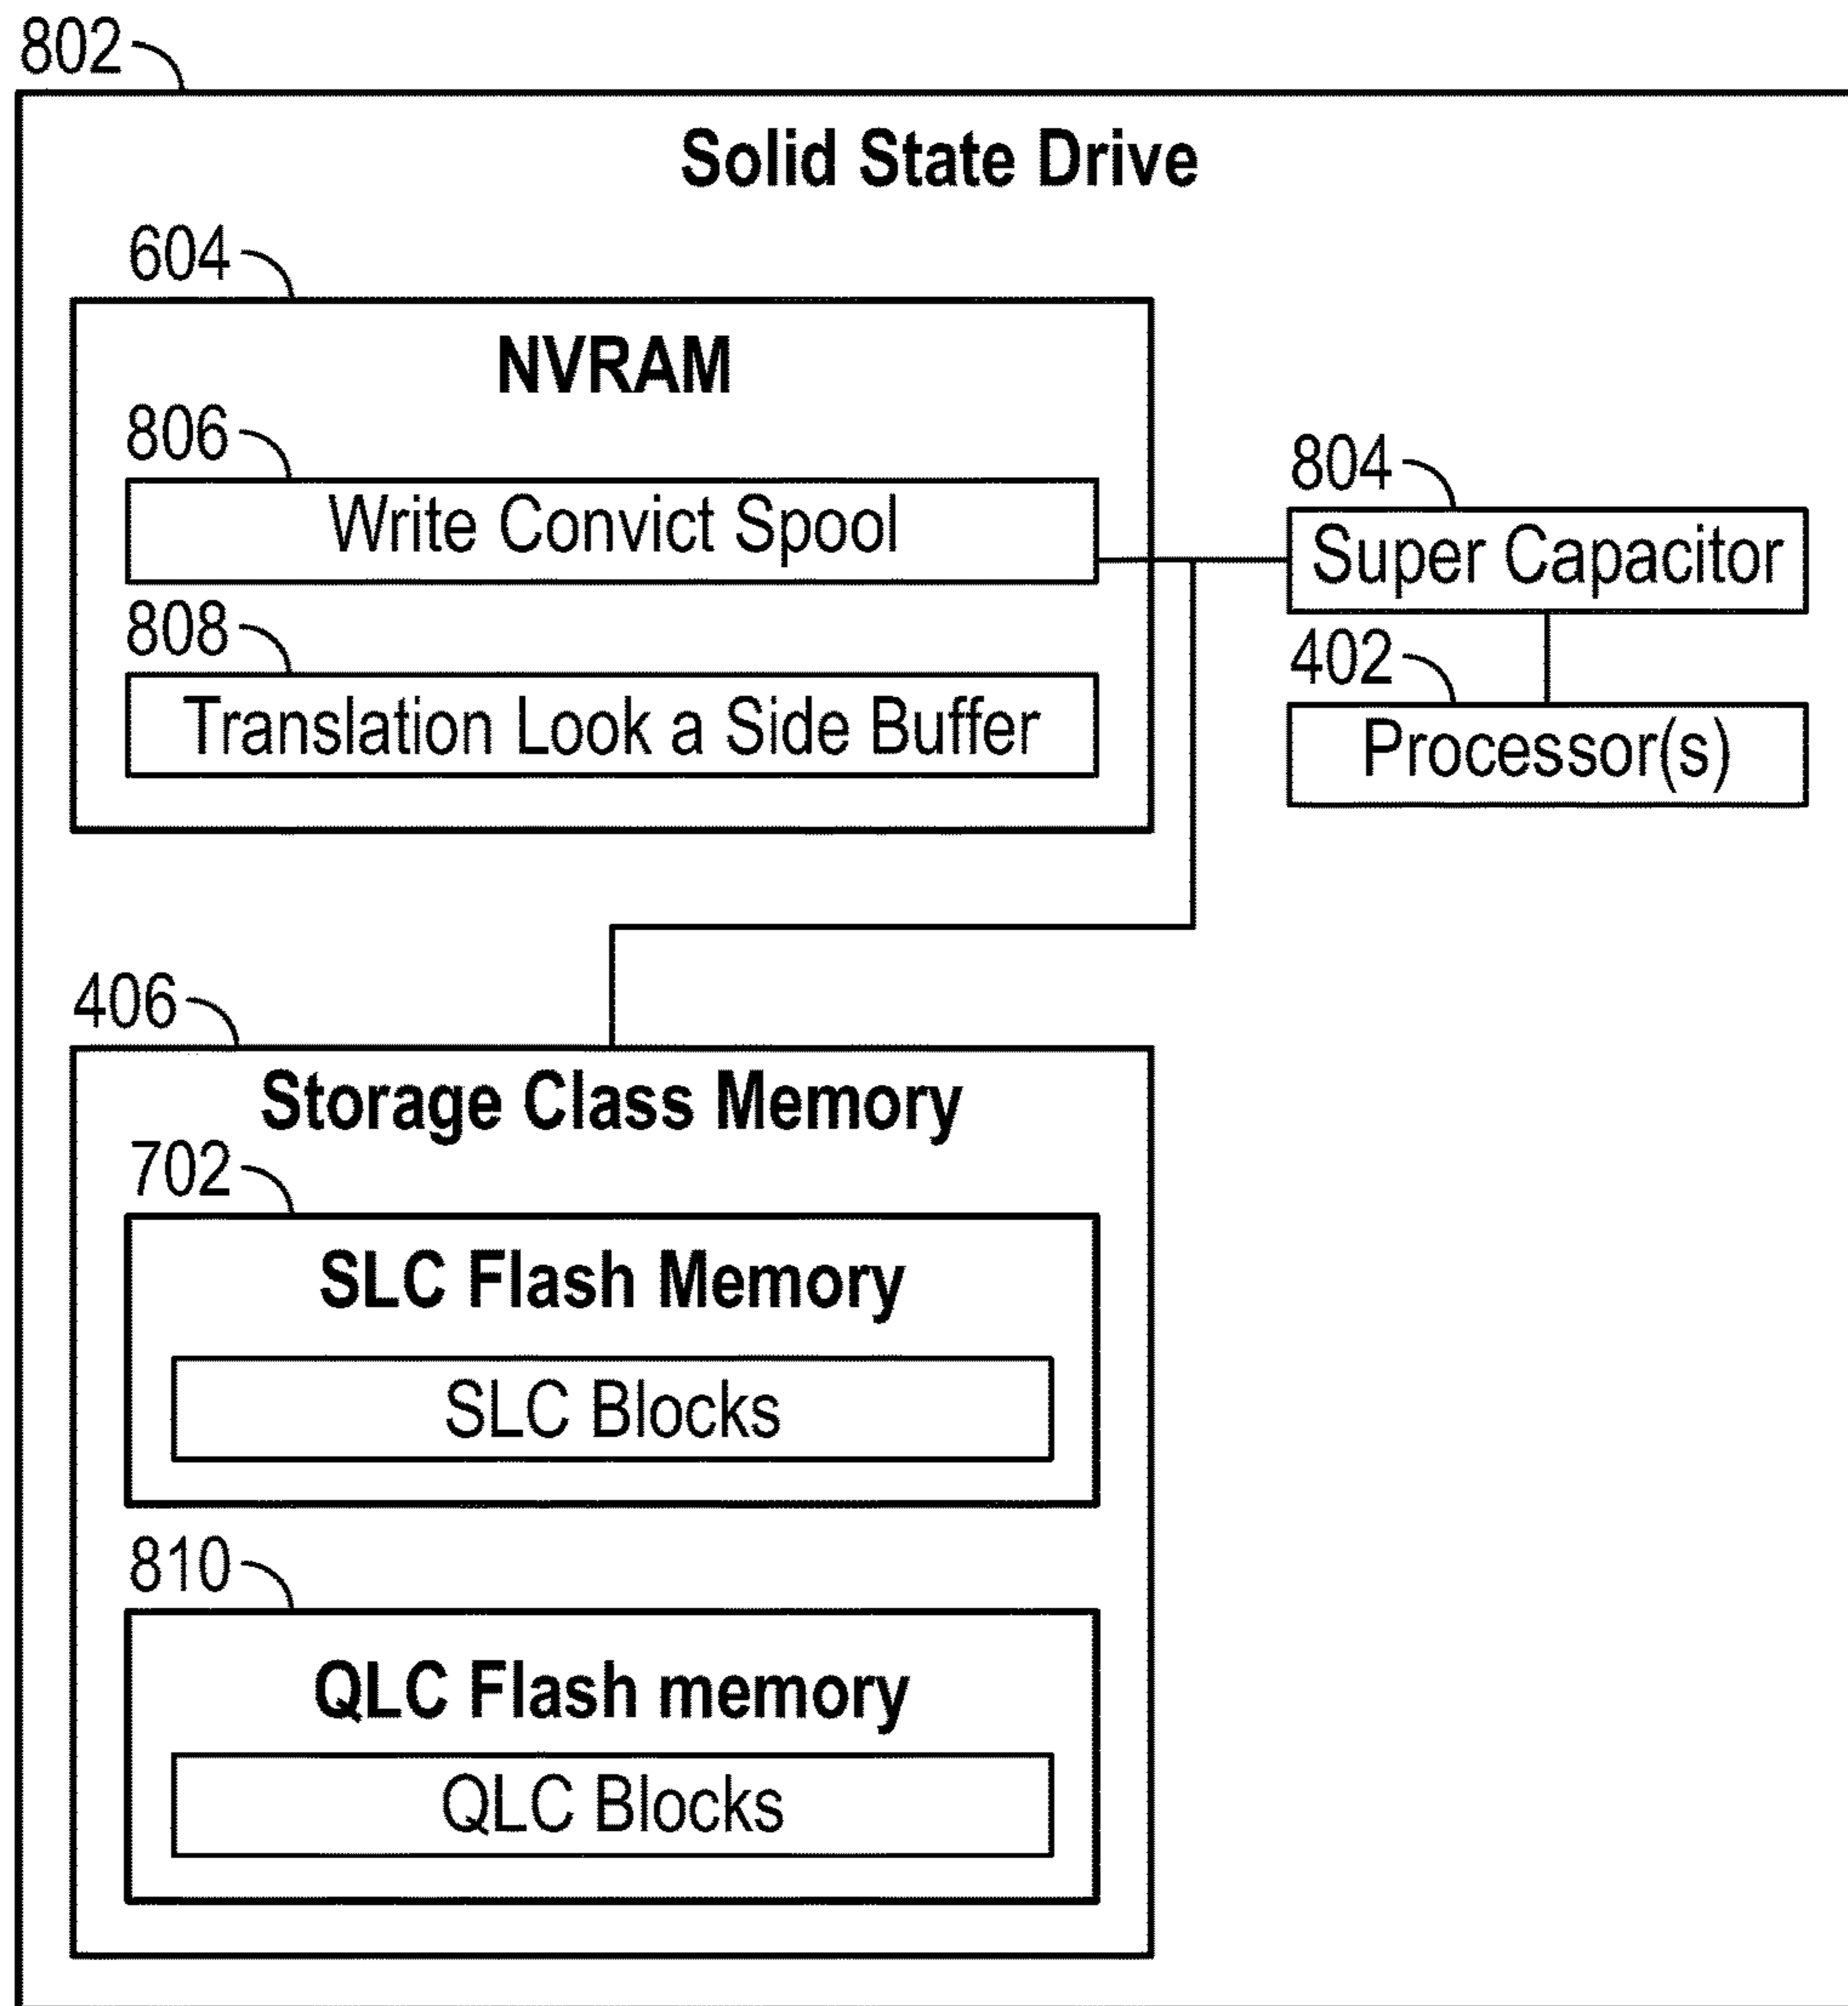 802
Solid State Drive
604
NVRAM
806
Write Convict Spool
804
Super Capacitor
808
Translation Look a Side Buffer
402
Processor(s)
406
Storage Class Memory
702
SLC Flash Memory
SLC Blocks
810
QLC Flash memory
QLC Blocks